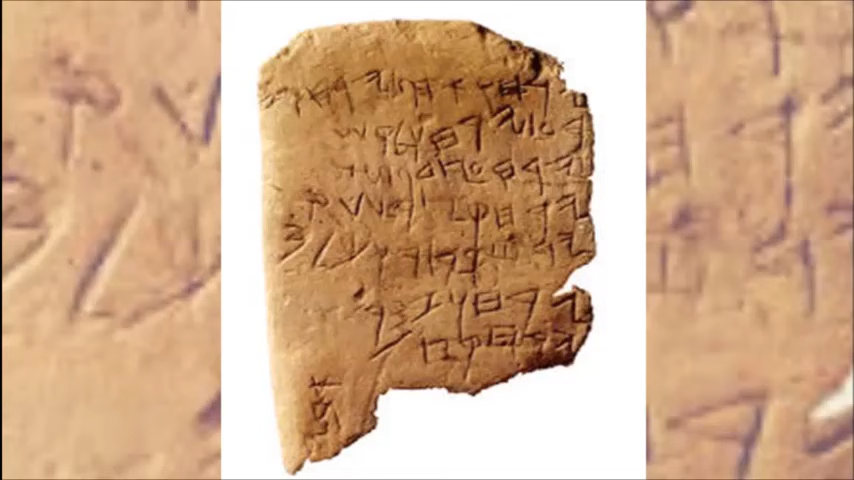 𐤉𐤓𐤇𐤅 𐤀𐤎𐤐 𐤉𐤓𐤇𐤅 𐤆
𐤓𐤏 𐤉𐤓𐤇𐤅 𐤋𐤒𐤔
𐤉𐤓𐤇 𐤏𐤑𐤃 𐤐𐤔𐤕
𐤉𐤓𐤇 𐤒𐤑𐤓 𐤔𐤏𐤓𐤌
𐤉𐤓𐤇 𐤒𐤑𐤓 𐤅𐤊𐤋
𐤉𐤓𐤇𐤅 𐤆𐤌𐤓
𐤉𐤓𐤇 𐤒𐤑
𐤀𐤁𐤉